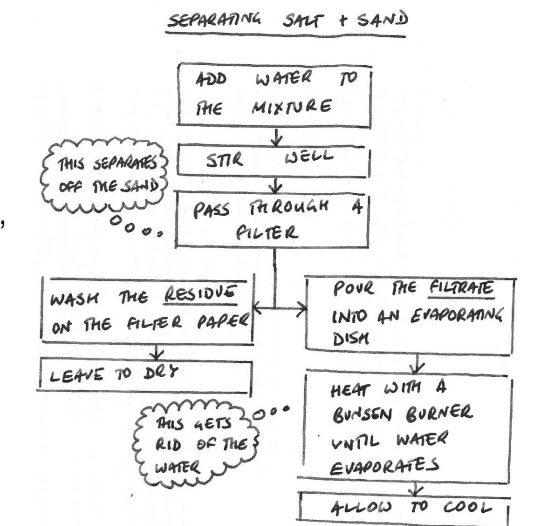 SEPARATING SALT + SAND
ADD WATER TO
THE MIXTURE
STIR WELL
THIS SEPARATES
OFF THE SAND
PASS THROUGH A
FILTER
WASH THE RESIDUE
ON THE FILTER PAPER
LEAVE TO DRY
POUR THE FILTRATE
INTO AN EVAPORATING
DISH
HEAT WITH A
BUNSEN BURNER
UNTIL WATER
EVAPORATES
THIS GETS
RID OF THE
WATER
ALLOW TO COOL